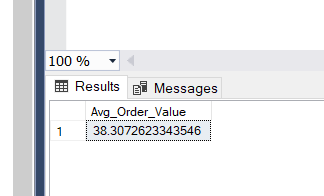 100 %
Results Messages
Avg_Order_Value
1 38.3072623343546